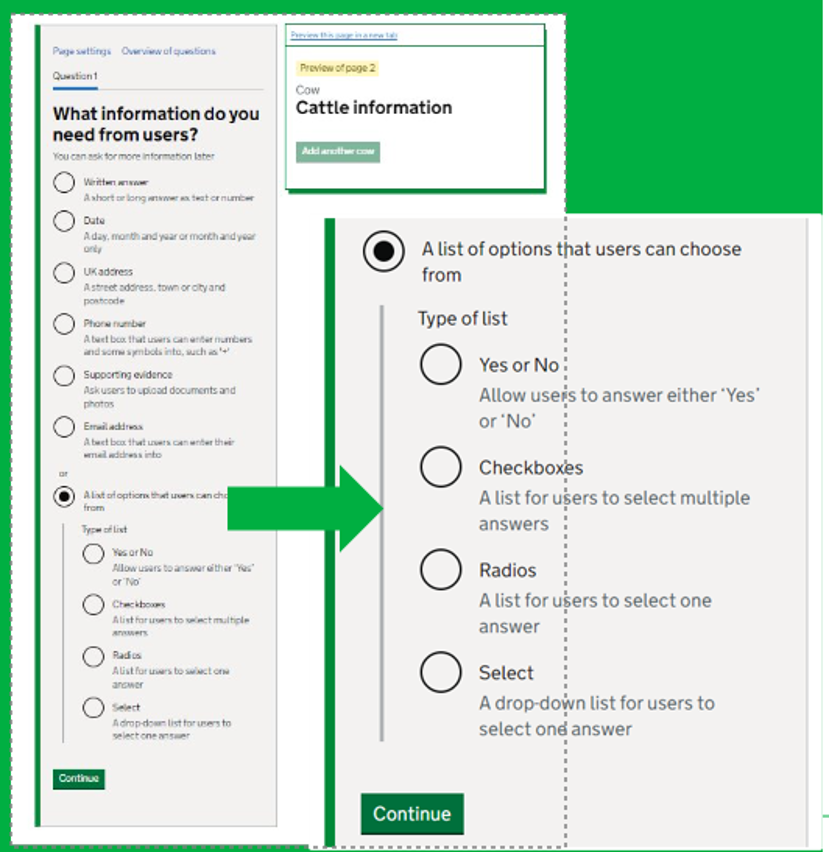 Page settings Overview of questions
Question 1
What information do you
need from users?
You can ask for more information later
Written answer
A short or long answer as text or number
Date
A day, month and year or month and year
only
UK address
A street address, town or city and
postcode
Phone number
A text box that users can enter numbers
and some symbols into, such as '+'
Supporting evidence
Ask users to upload documents and
photos
Email address
A text box that users can enter their
email address into
or
A list of options that users can cho
from
Type of list
Yes or No
Allow users to answer either 'Yes'
or 'No'
Checkboxes
A list for users to select multiple
answers
Radios
A list for users to select one
answer
Select
A drop-down list for users to
select one answer
Continue
Preview this page in a new tab
Preview of page 2
Cow
Cattle information
Add another cow
A list of options that users can choose
from
Type of list
Yes or No
Allow users to answer either ‘Yes’
or ‘No’
Checkboxes
A list for users to select multiple
answers
Radios
A list for users to select one
answer
Select
A drop-down list for users to
select one answer
Continue